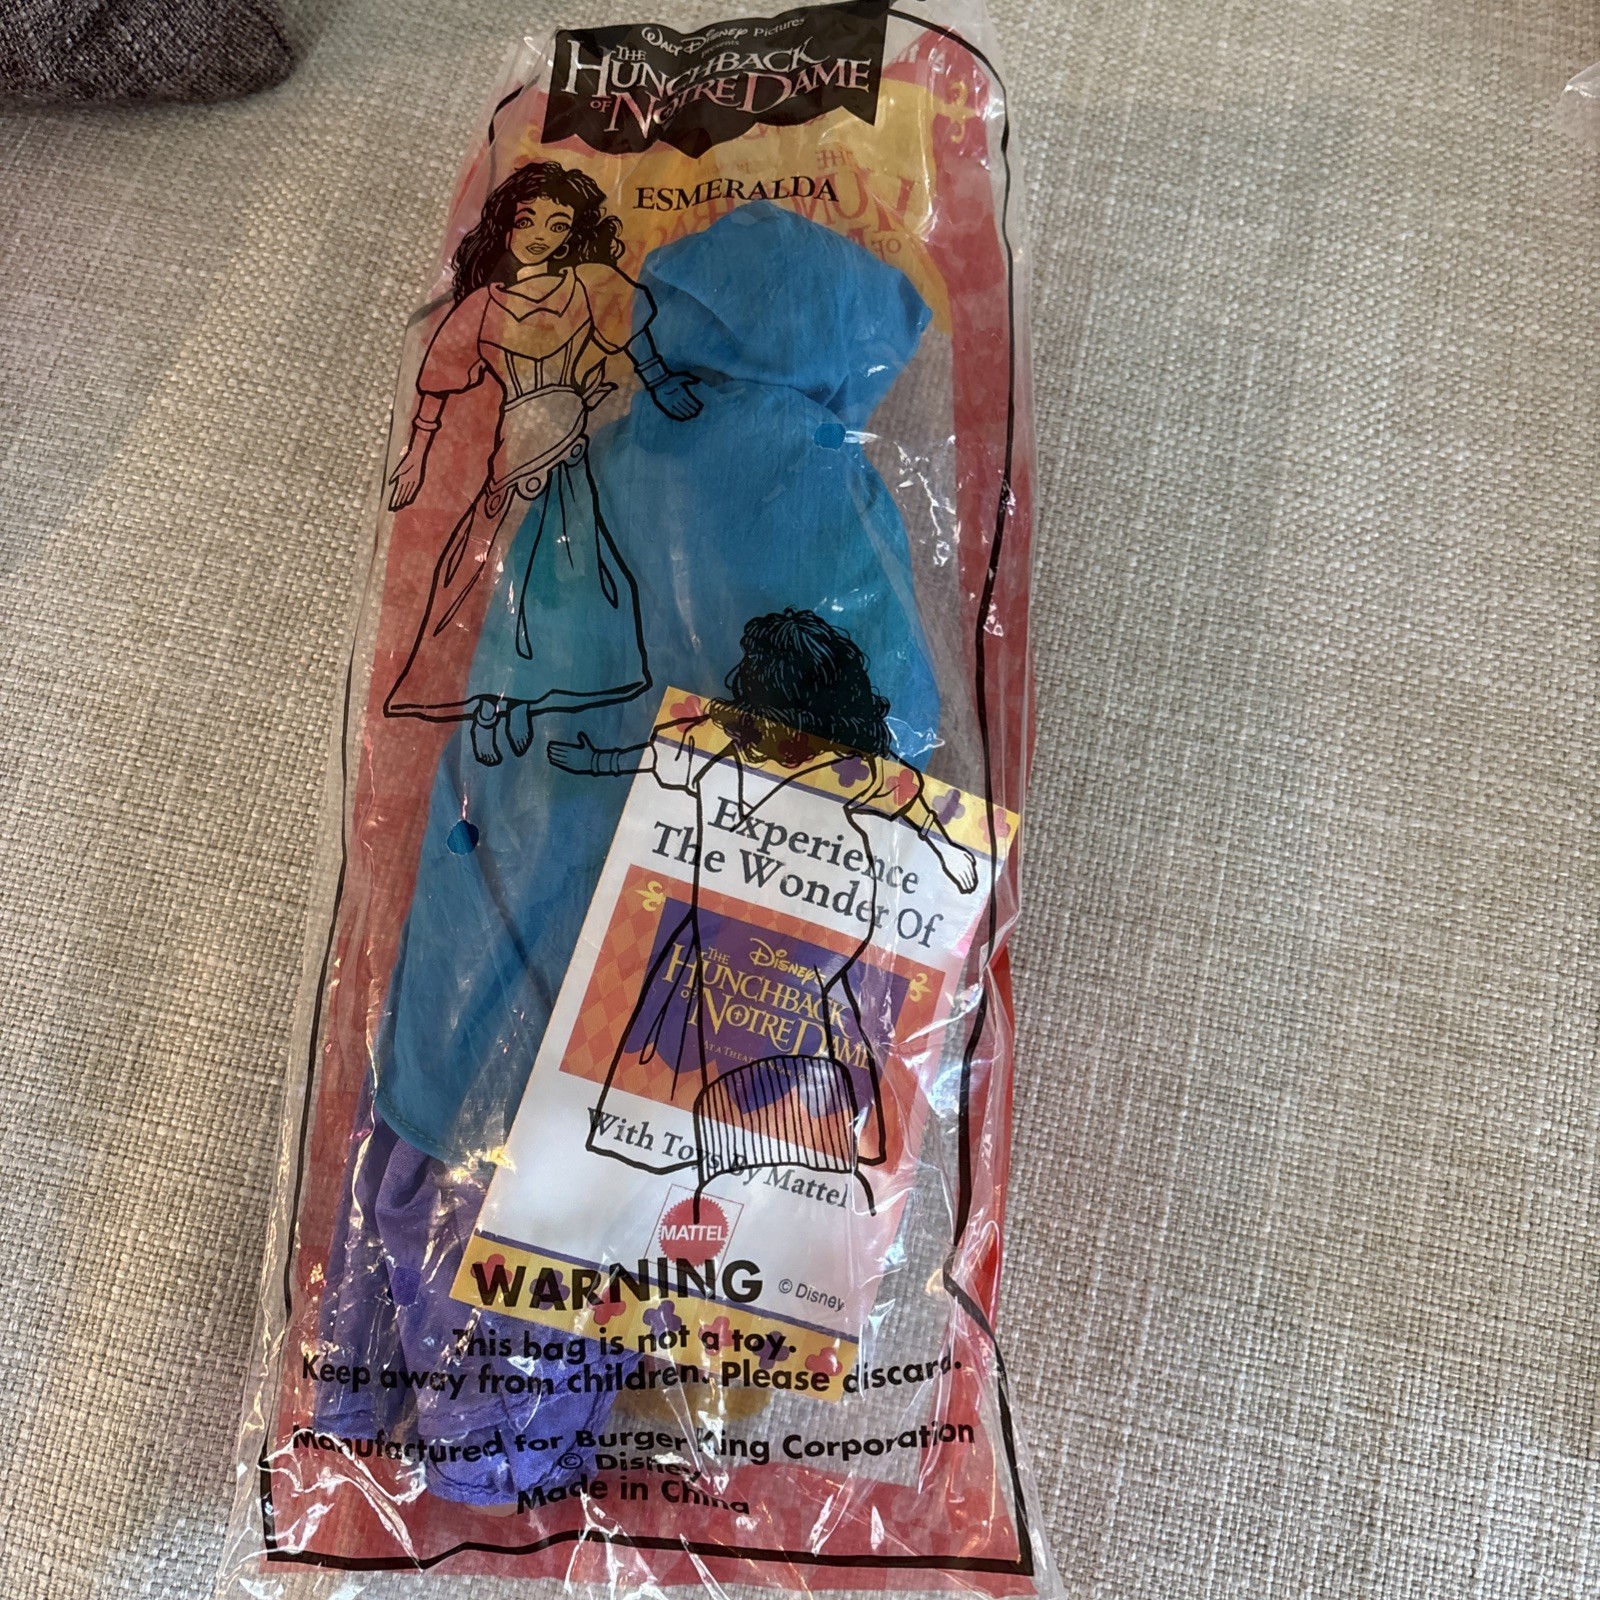 Walt Disney Pictures
Presents
THE
HUNCHBACK
OF NOTRE DAME
ESMERALDA
Experience
The Wonder Of
Disney's
THE
HUNCHBACK
OF
NOTRE DAME
AT A THEATER
With Toys By Mattel
MATTEL
© Disney
WARNING
This bag is not a toy.
Keep away from children. Please discard.
Manufactured for Burger King Corporation
© Disney
Made in China